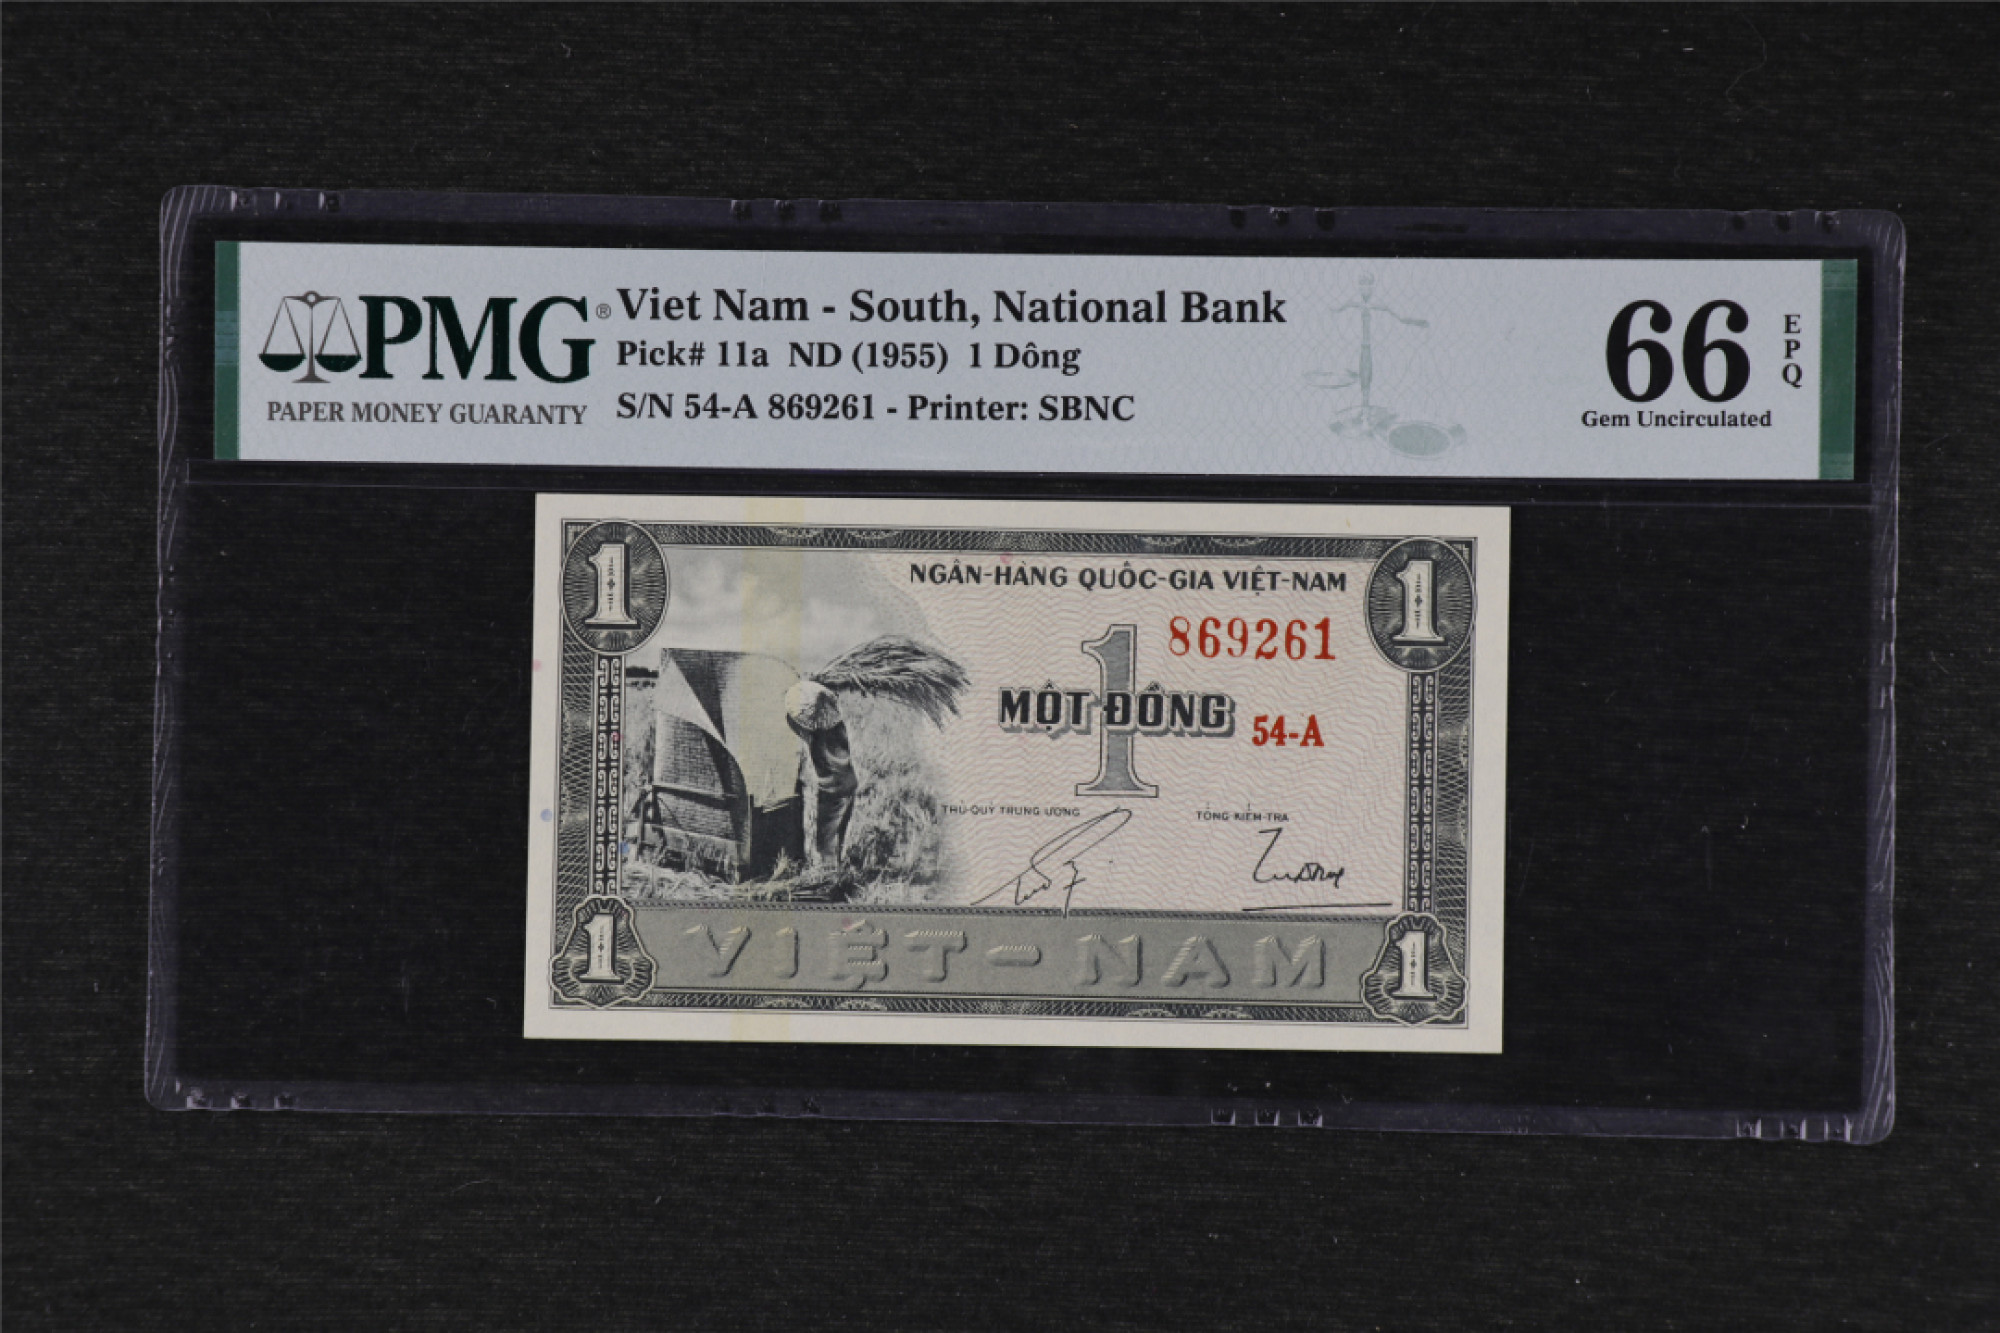 PMG®
PAPER MONEY GUARANTY
Viet Nam - South, National Bank
Pick# 11a ND (1955) 1 Dông
S/N 54-A 869261 - Printer: SBNC
66
EPQ
Gem Uncirculated
1
1
NGÂN-HÀNG QUỐC-GIA VIỆT-NAM
869261
1
MỘT ĐỒNG
54-A
THỦ-QUỸ TRUNG ƯƠNG
TỔNG KIỂM-TRA
VIỆT-NAM
1
1